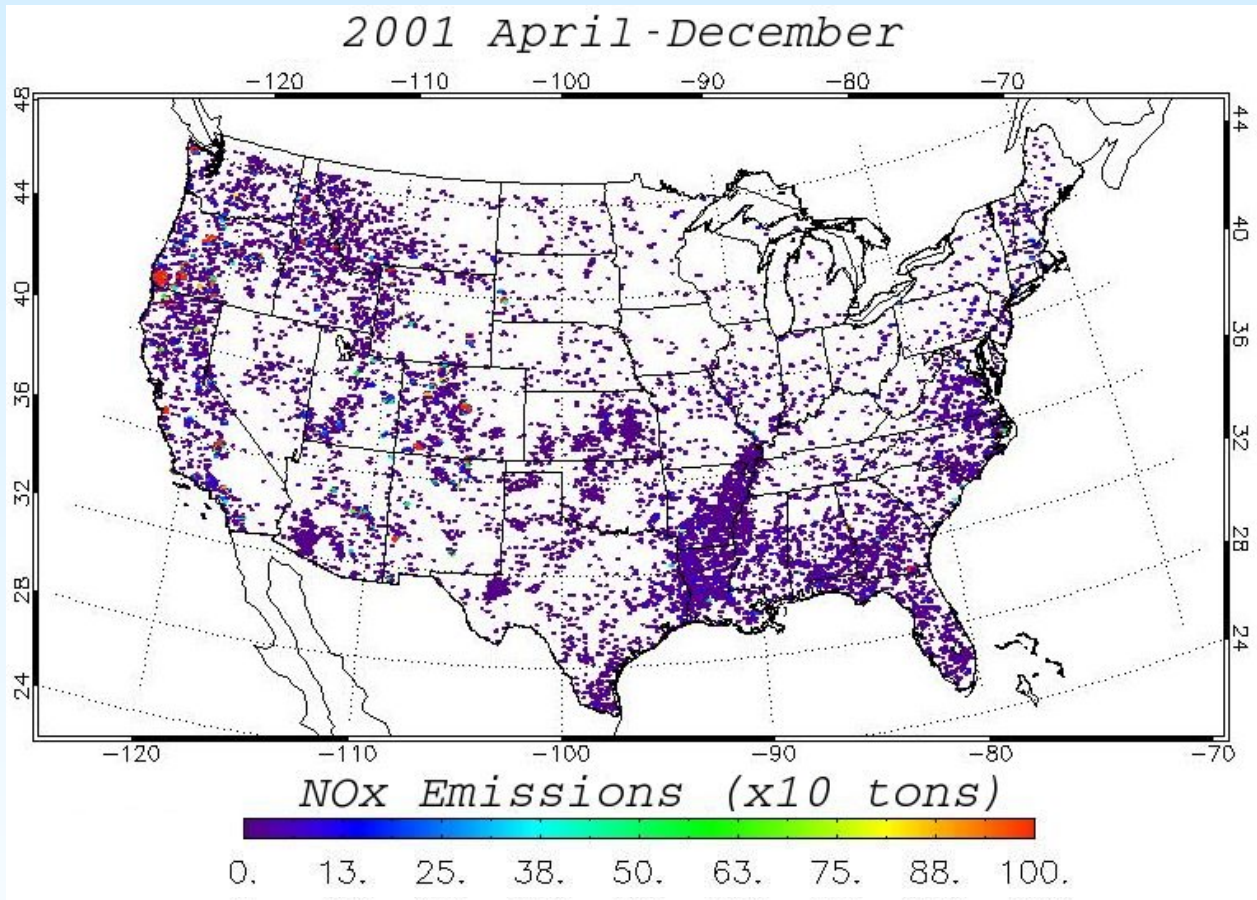 2001 April-December
-120 -110 -100 -90 -80 -70
48 44
44 40
40 36
36 32
32 28
28 24
24
-120 -110 -100 -90 -80 -70
NOx Emissions (x10 tons)
0. 13. 25. 38. 50. 63. 75. 88. 100.